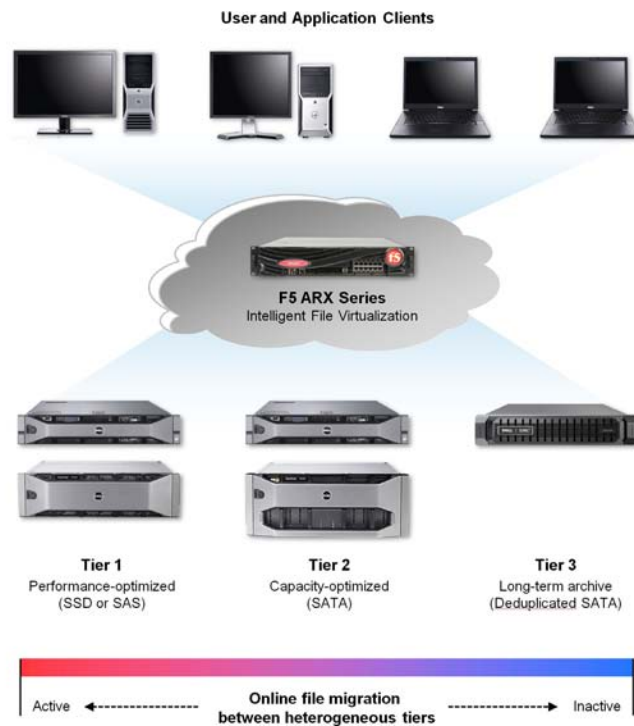 User and Application Clients
f5
F5 ARX Series
Intelligent File Virtualization
Tier 1
Performance-optimized
(SSD or SAS)
Tier 2
Capacity-optimized
(SATA)
Tier 3
Long-term archive
(Deduplicated SATA)
Active
Online file migration
between heterogeneous tiers
Inactive